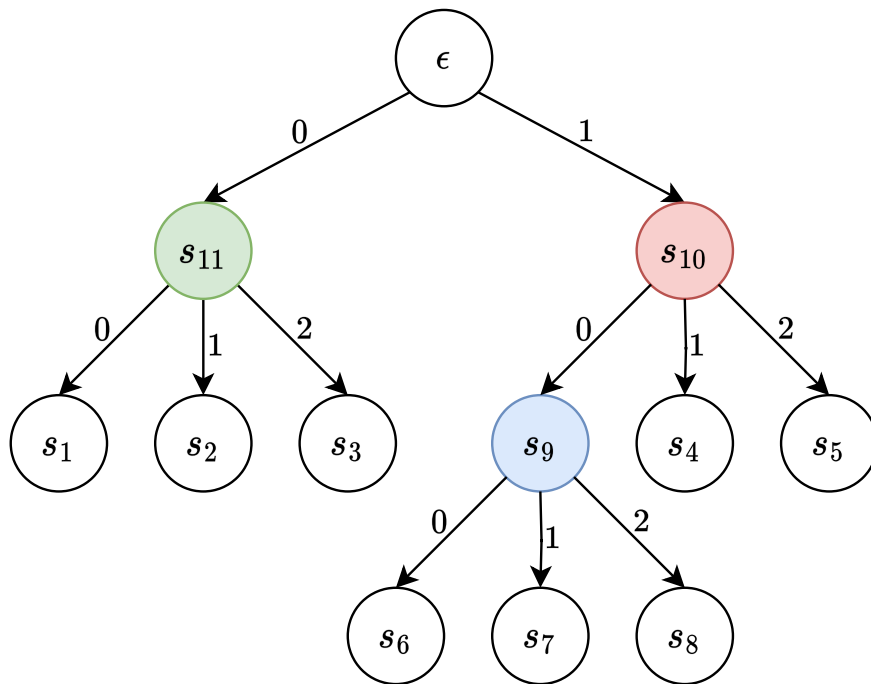 ϵ
0 1
s₁₁ s₁₀
0 1 2 0 1 2
s₁ s₂ s₃ s₉ s₄ s₅
0 1 2
s₆ s₇ s₈